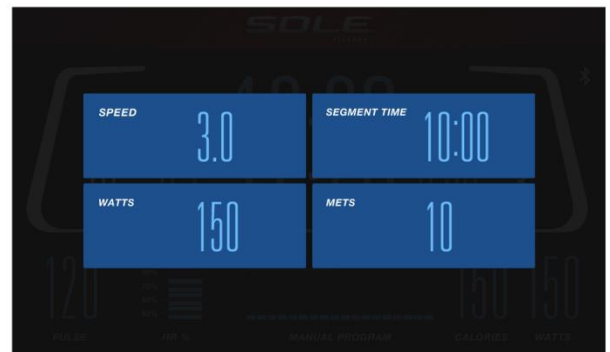 SOLE
SPEED
3.0
SEGMENT TIME
10:00
WATTS
150
METS
10
120
150
150
PULSE
HR %
MANUAL PROGRAM
CALORIES
WATTS